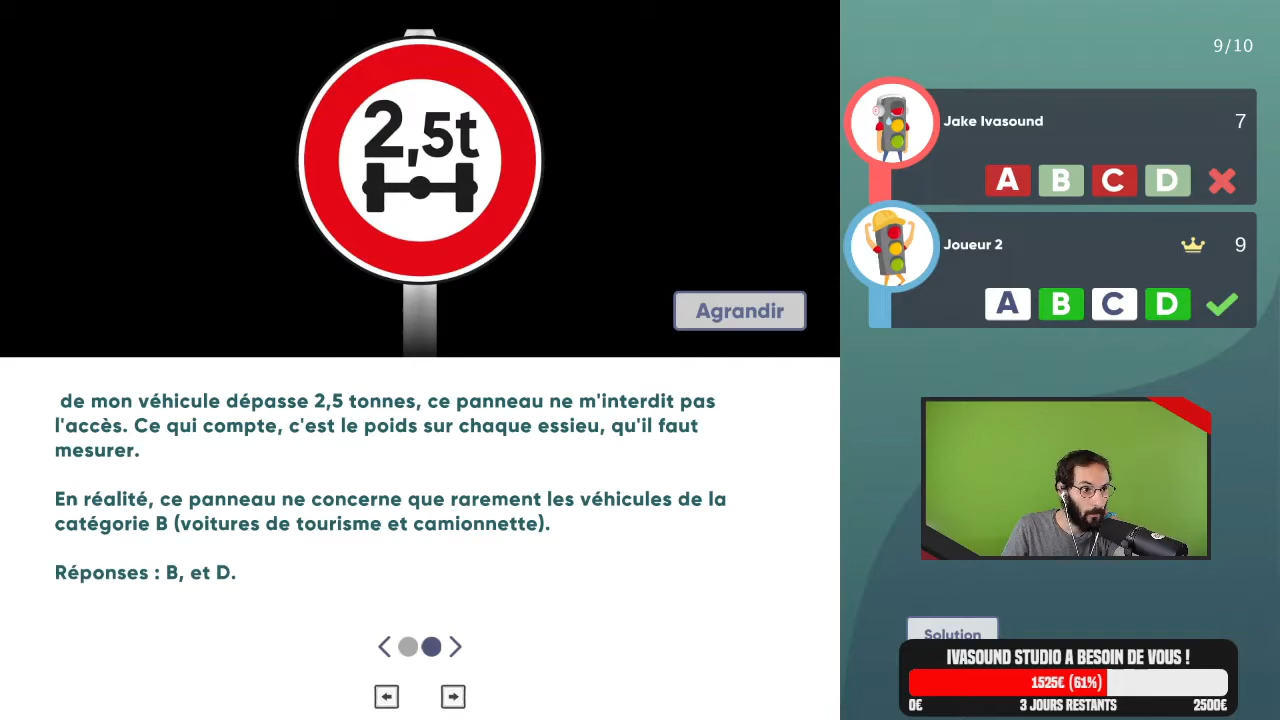 2,5t
Agrandir
de mon véhicule dépasse 2,5 tonnes, ce panneau ne m'interdit pas
l'accès. Ce qui compte, c'est le poids sur chaque essieu, qu'il faut
mesurer.
En réalité, ce panneau ne concerne que rarement les véhicules de la
catégorie B (voitures de tourisme et camionnette).
Réponses : B, et D.
9/10
Jake Ivasound 7
A B C D
Joueur 2 9
A B C D
Solution
IVASOUND STUDIO A BESOIN DE VOUS !
1525€ (61%)
0€ 3 JOURS RESTANTS 2500€